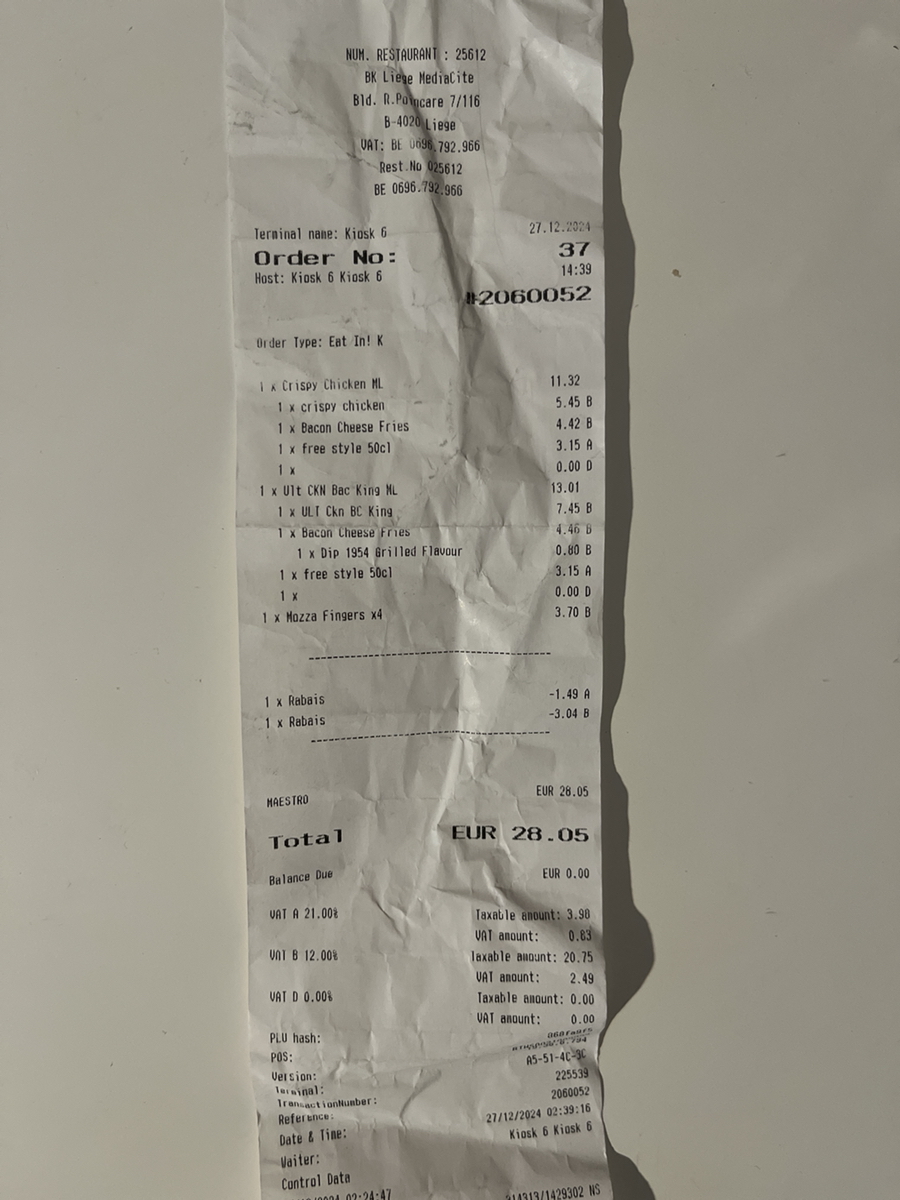 NUM. RESTAURANT : 25612
BK Liege MediaCite
Bld. R.Poincare 7/116
B-4020 Liege
VAT: BE 0696.792.966
Rest.No 025612
BE 0696.792.966
Terminal name: Kiosk 6 27.12.2024
Order No: 37
Host: Kiosk 6 Kiosk 6 14:39
#2060052
Order Type: Eat In! K
1 x Crispy Chicken ML 11.32
1 x crispy chicken 5.45 B
1 x Bacon Cheese Fries 4.42 B
1 x free style 50cl 3.15 A
1 x 0.00 D
1 x Ult CKN Bac King ML 13.01
1 x ULT Ckn BC King 7.45 B
1 x Bacon Cheese Fries 4.46 B
1 x Dip 1954 Grilled Flavour 0.80 B
1 x free style 50cl 3.15 A
1 x 0.00 D
1 x Mozza Fingers x4 3.70 B
1 x Rabais -1.49 A
1 x Rabais -3.04 B
MAESTRO EUR 28.05
Total EUR 28.05
Balance Due EUR 0.00
VAT A 21.00% Taxable amount: 3.98
VAT amount: 0.83
VAT B 12.00% Taxable amount: 20.75
VAT amount: 2.49
VAT D 0.00% Taxable amount: 0.00
VAT amount: 0.00
PLU hash:
POS:
Version: A5-51-4C-3C
Terminal: 225539
TransactionNumber: 2060052
Reference:
Date & Time: 27/12/2024 02:39:16
Waiter: Kiosk 6 Kiosk 6
Control Data
02:24:47 314313/1429302 NS